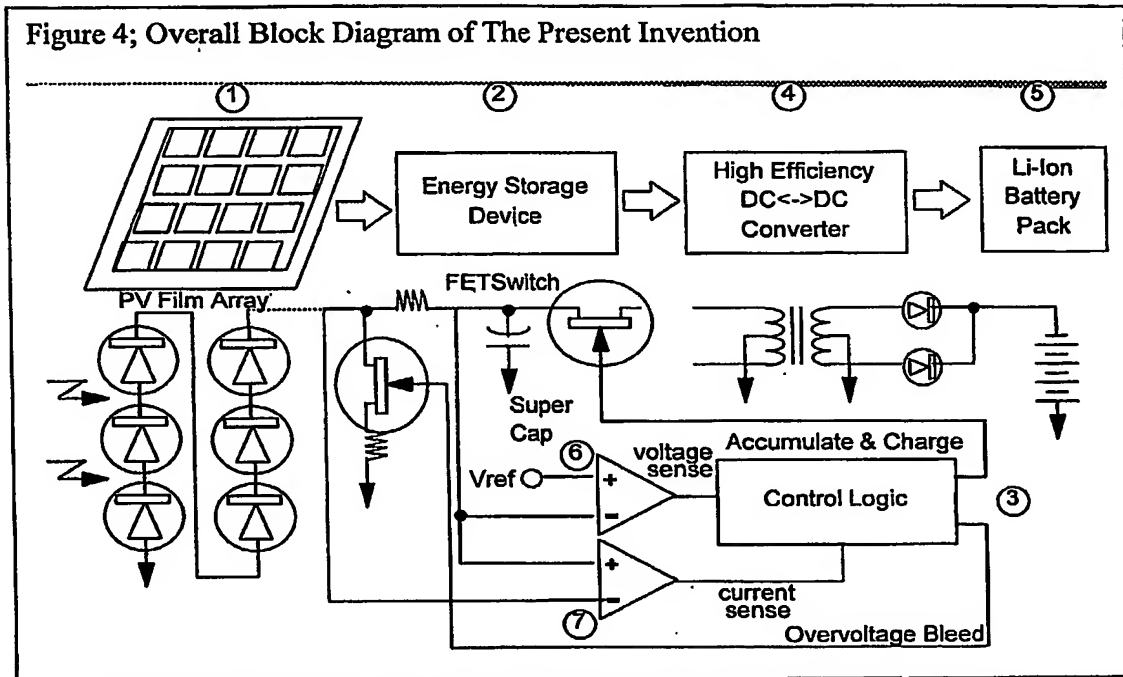 Figure 4; Overall Block Diagram of The Present Invention
1
2
4
5
Energy Storage
Device
High Efficiency
DC<->DC
Converter
Li-Ion
Battery
Pack
PV Film Array
FETSwitch
Super
Cap
Accumulate & Charge
6
voltage
sense
Vref
+
−
Control Logic
3
+
−
current
sense
7
Overvoltage Bleed